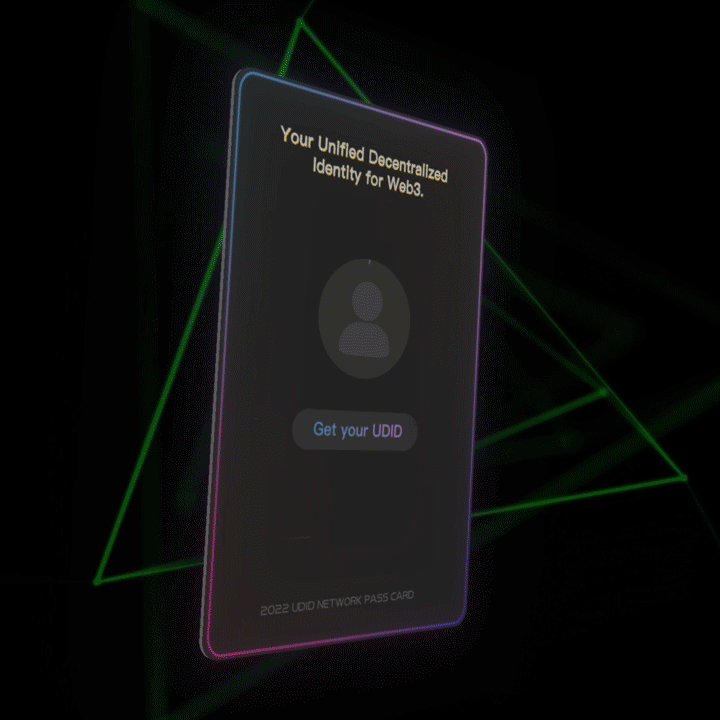 Your Unified Decentralized
Identity for Web3.
Get your UDID
2022 UDID NETWORK PASS CARD